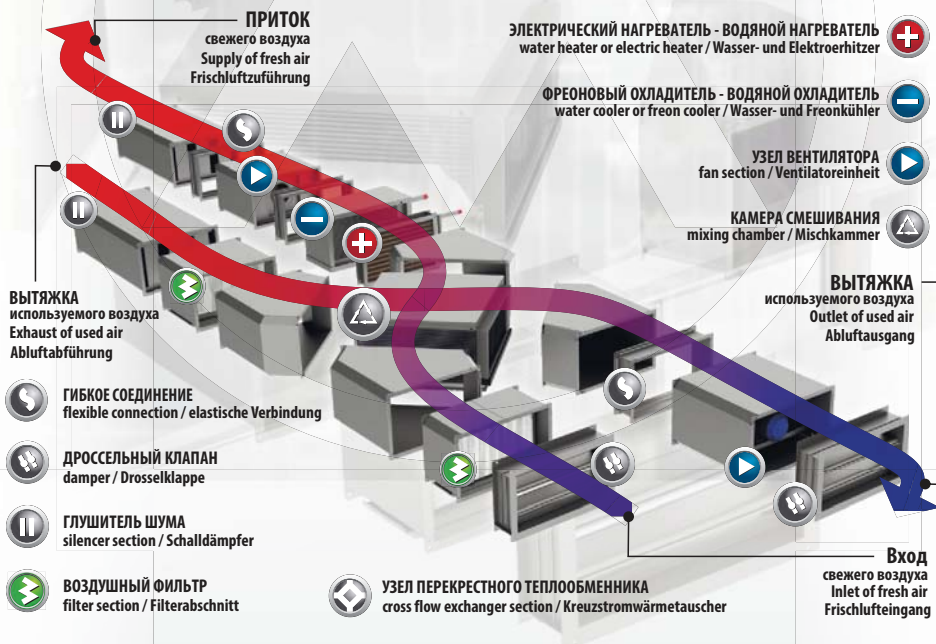 ПРИТОК
свежего воздуха
Supply of fresh air
Frischluftzuführung
ЭЛЕКТРИЧЕСКИЙ НАГРЕВАТЕЛЬ - ВОДЯНОЙ НАГРЕВАТЕЛЬ
water heater or electric heater / Wasser- und Elektroerhitzer
ФРЕОНОВЫЙ ОХЛАДИТЕЛЬ - ВОДЯНОЙ ОХЛАДИТЕЛЬ
water cooler or freon cooler / Wasser- und Freonkühler
УЗЕЛ ВЕНТИЛЯТОРА
fan section / Ventilatoreinheit
КАМЕРА СМЕШИВАНИЯ
mixing chamber / Mischkammer
ВЫТЯЖКА
используемого воздуха
Outlet of used air
Abluftausgang
ВЫТЯЖКА
используемого воздуха
Exhaust of used air
Abluftabführung
ГИБКОЕ СОЕДИНЕНИЕ
flexible connection / elastische Verbindung
ДРОССЕЛЬНЫЙ КЛАПАН
damper / Drosselklappe
ГЛУШИТЕЛЬ ШУМА
silencer section / Schalldämpfer
ВОЗДУШНЫЙ ФИЛЬТР
filter section / Filterabschnitt
УЗЕЛ ПЕРЕКРЕСТНОГО ТЕПЛООБМЕННИКА
cross flow exchanger section / Kreuzstromwärmetauscher
Вход
свежего воздуха
Inlet of fresh air
Frischlufteingang